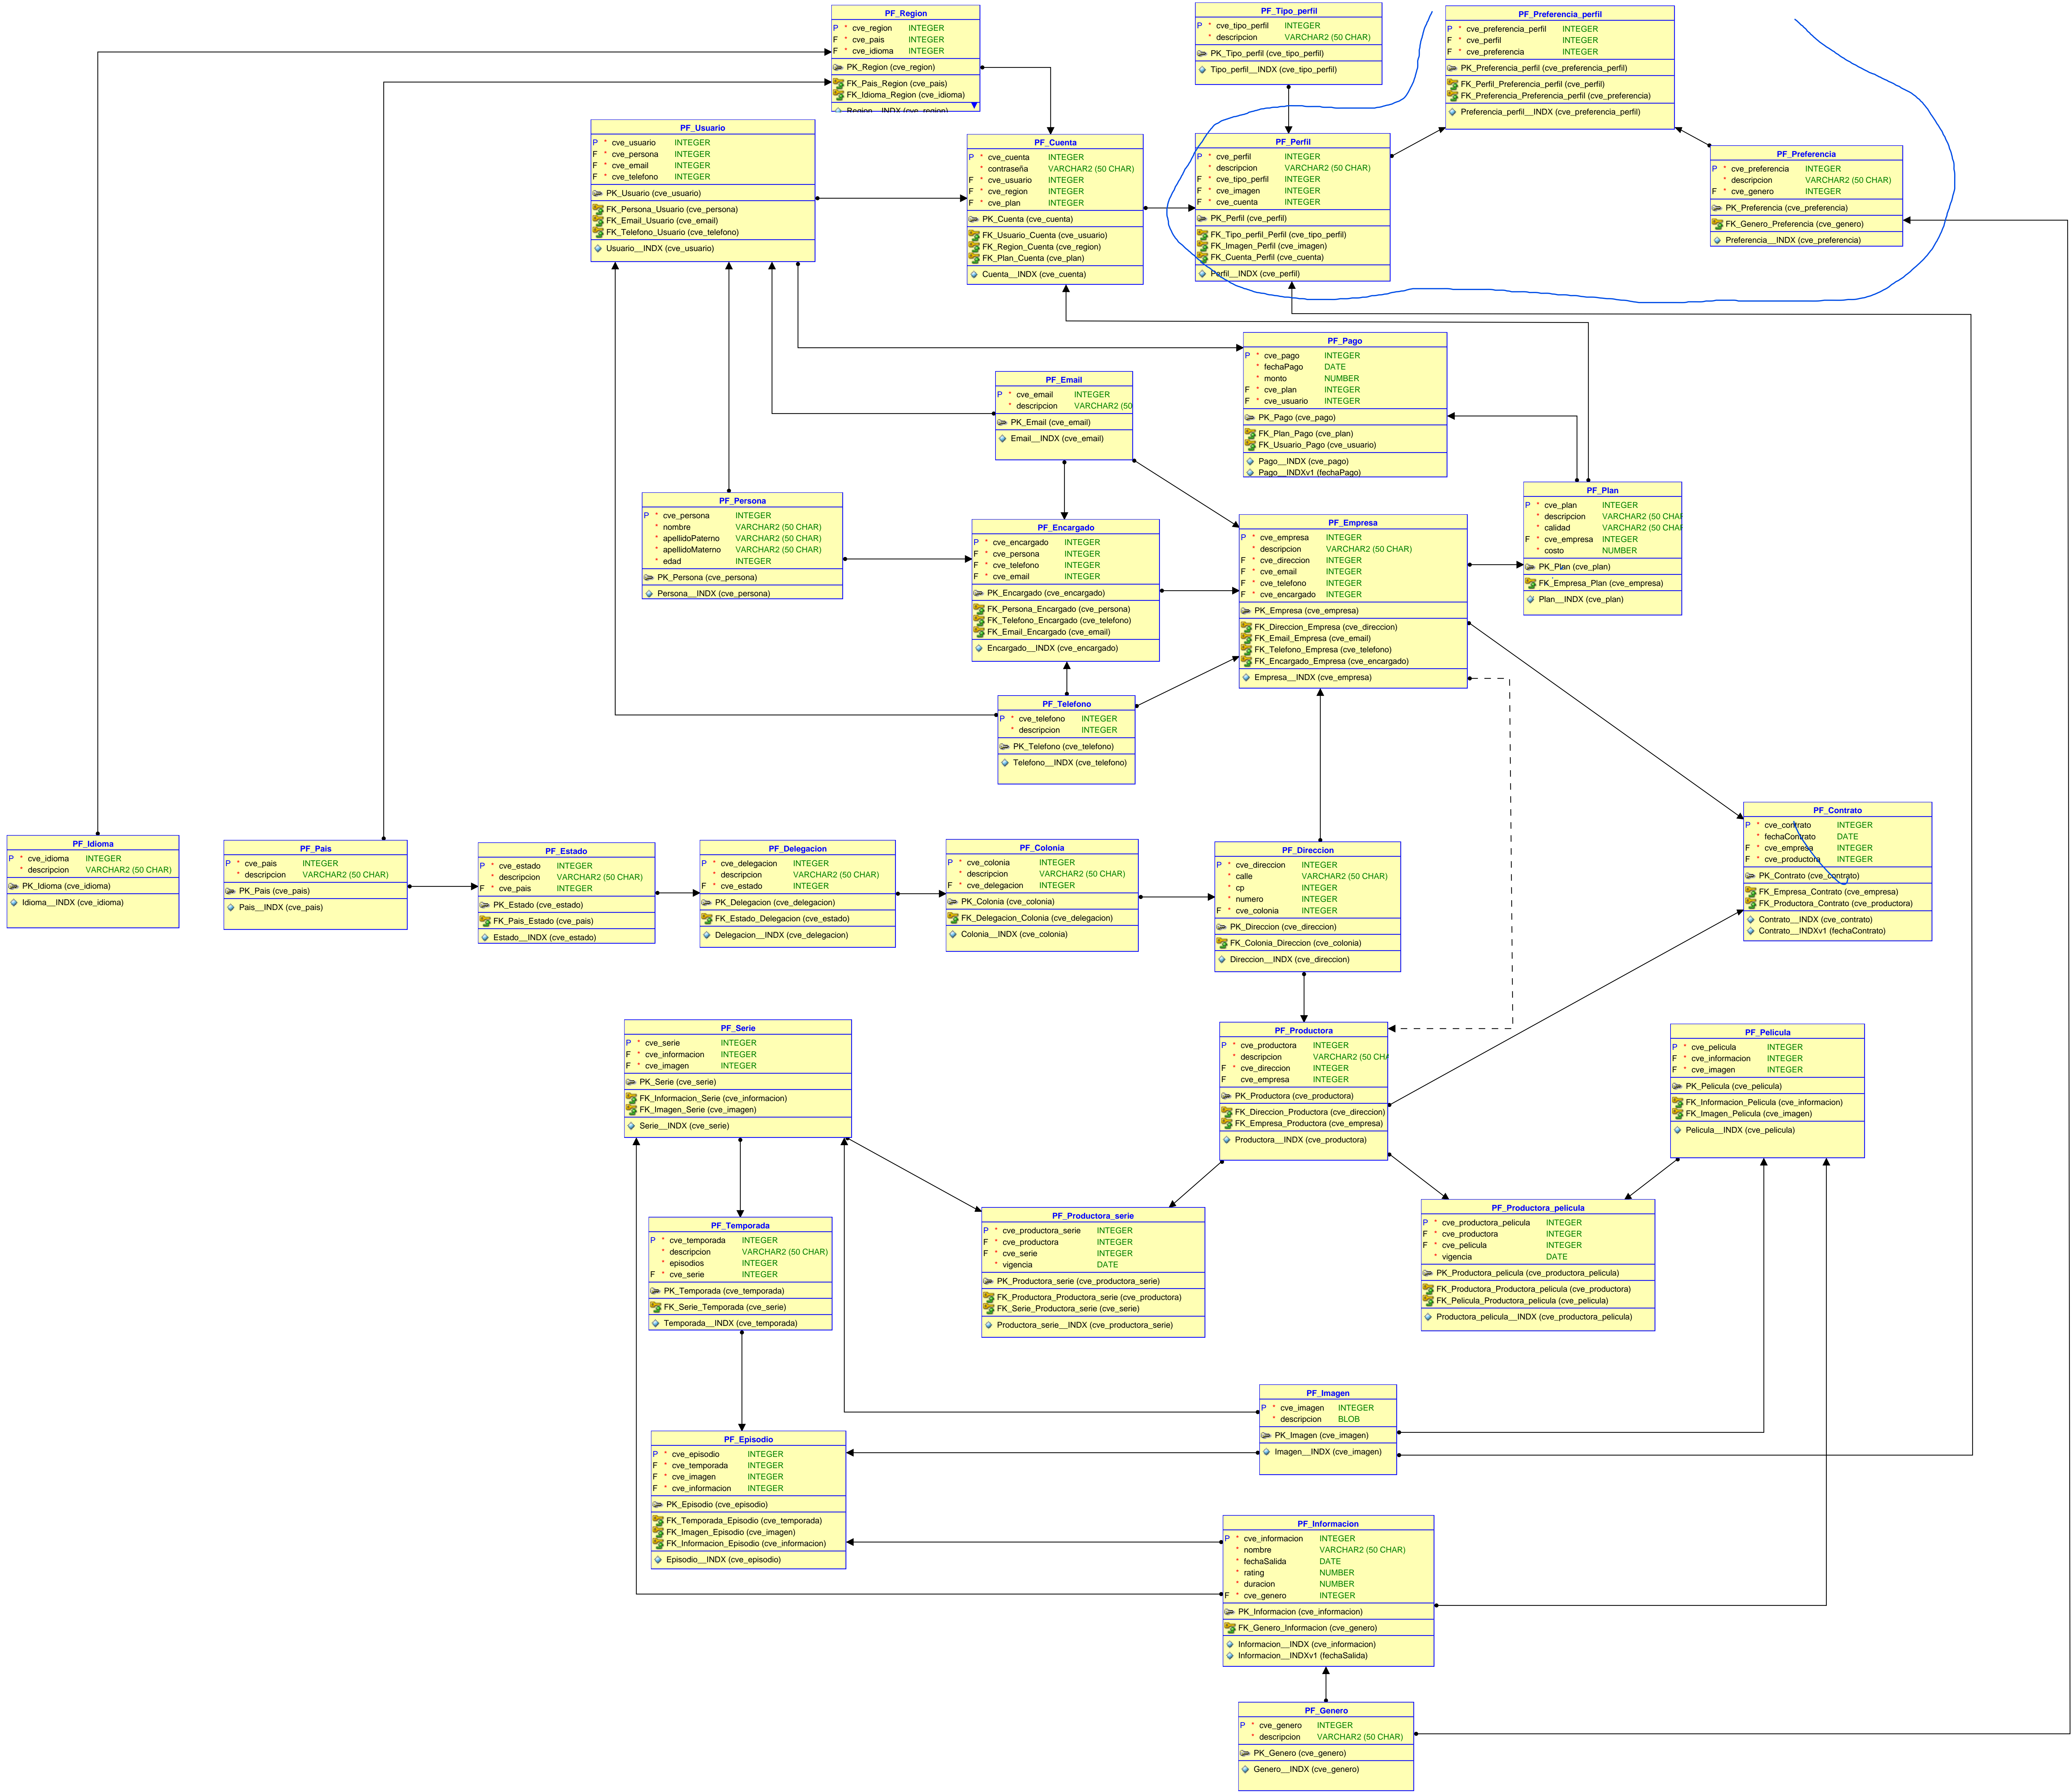 PF_Region
P * cve_region INTEGER
F * cve_pais INTEGER
F * cve_idioma INTEGER
PK_Region (cve_region)
FK_Pais_Region (cve_pais)
FK_Idioma_Region (cve_idioma)
Region__INDX (cve_region)
PF_Tipo_perfil
P * cve_tipo_perfil INTEGER
* descripcion VARCHAR2 (50 CHAR)
PK_Tipo_perfil (cve_tipo_perfil)
Tipo_perfil__INDX (cve_tipo_perfil)
PF_Preferencia_perfil
P * cve_preferencia_perfil INTEGER
F * cve_perfil INTEGER
F * cve_preferencia INTEGER
PK_Preferencia_perfil (cve_preferencia_perfil)
FK_Perfil_Preferencia_perfil (cve_perfil)
FK_Preferencia_Preferencia_perfil (cve_preferencia)
Preferencia_perfil__INDX (cve_preferencia_perfil)
PF_Usuario
P * cve_usuario INTEGER
F * cve_persona INTEGER
F * cve_email INTEGER
F * cve_telefono INTEGER
PK_Usuario (cve_usuario)
FK_Persona_Usuario (cve_persona)
FK_Email_Usuario (cve_email)
FK_Telefono_Usuario (cve_telefono)
Usuario__INDX (cve_usuario)
PF_Cuenta
P * cve_cuenta INTEGER
* contraseña VARCHAR2 (50 CHAR)
F * cve_usuario INTEGER
F * cve_region INTEGER
F * cve_plan INTEGER
PK_Cuenta (cve_cuenta)
FK_Usuario_Cuenta (cve_usuario)
FK_Region_Cuenta (cve_region)
FK_Plan_Cuenta (cve_plan)
Cuenta__INDX (cve_cuenta)
PF_Perfil
P * cve_perfil INTEGER
* descripcion VARCHAR2 (50 CHAR)
F * cve_tipo_perfil INTEGER
F * cve_imagen INTEGER
F * cve_cuenta INTEGER
PK_Perfil (cve_perfil)
FK_Tipo_perfil_Perfil (cve_tipo_perfil)
FK_Imagen_Perfil (cve_imagen)
FK_Cuenta_Perfil (cve_cuenta)
Perfil__INDX (cve_perfil)
PF_Preferencia
P * cve_preferencia INTEGER
* descripcion VARCHAR2 (50 CHAR)
F * cve_genero INTEGER
PK_Preferencia (cve_preferencia)
FK_Genero_Preferencia (cve_genero)
Preferencia__INDX (cve_preferencia)
PF_Pago
P * cve_pago INTEGER
* fechaPago DATE
* monto NUMBER
F * cve_plan INTEGER
F * cve_usuario INTEGER
PK_Pago (cve_pago)
FK_Plan_Pago (cve_plan)
FK_Usuario_Pago (cve_usuario)
Pago__INDX (cve_pago)
Pago__INDXv1 (fechaPago)
PF_Email
P * cve_email INTEGER
* descripcion VARCHAR2 (50
PK_Email (cve_email)
Email__INDX (cve_email)
PF_Persona
P * cve_persona INTEGER
* nombre VARCHAR2 (50 CHAR)
* apellidoPaterno VARCHAR2 (50 CHAR)
* apellidoMaterno VARCHAR2 (50 CHAR)
* edad INTEGER
PK_Persona (cve_persona)
Persona__INDX (cve_persona)
PF_Encargado
P * cve_encargado INTEGER
F * cve_persona INTEGER
F * cve_telefono INTEGER
F * cve_email INTEGER
PK_Encargado (cve_encargado)
FK_Persona_Encargado (cve_persona)
FK_Telefono_Encargado (cve_telefono)
FK_Email_Encargado (cve_email)
Encargado__INDX (cve_encargado)
PF_Empresa
P * cve_empresa INTEGER
* descripcion VARCHAR2 (50 CHAR)
F * cve_direccion INTEGER
F * cve_email INTEGER
F * cve_telefono INTEGER
F * cve_encargado INTEGER
PK_Empresa (cve_empresa)
FK_Direccion_Empresa (cve_direccion)
FK_Email_Empresa (cve_email)
FK_Telefono_Empresa (cve_telefono)
FK_Encargado_Empresa (cve_encargado)
Empresa__INDX (cve_empresa)
PF_Plan
P * cve_plan INTEGER
* descripcion VARCHAR2 (50 CHAR
* calidad VARCHAR2 (50 CHAR
F * cve_empresa INTEGER
* costo NUMBER
PK_Plan (cve_plan)
FK_Empresa_Plan (cve_empresa)
Plan__INDX (cve_plan)
PF_Telefono
P * cve_telefono INTEGER
* descripcion INTEGER
PK_Telefono (cve_telefono)
Telefono__INDX (cve_telefono)
PF_Idioma
P * cve_idioma INTEGER
* descripcion VARCHAR2 (50 CHAR)
PK_Idioma (cve_idioma)
Idioma__INDX (cve_idioma)
PF_Pais
P * cve_pais INTEGER
* descripcion VARCHAR2 (50 CHAR)
PK_Pais (cve_pais)
Pais__INDX (cve_pais)
PF_Estado
P * cve_estado INTEGER
* descripcion VARCHAR2 (50 CHAR)
F * cve_pais INTEGER
PK_Estado (cve_estado)
FK_Pais_Estado (cve_pais)
Estado__INDX (cve_estado)
PF_Delegacion
P * cve_delegacion INTEGER
* descripcion VARCHAR2 (50 CHAR)
F * cve_estado INTEGER
PK_Delegacion (cve_delegacion)
FK_Estado_Delegacion (cve_estado)
Delegacion__INDX (cve_delegacion)
PF_Colonia
P * cve_colonia INTEGER
* descripcion VARCHAR2 (50 CHAR)
F * cve_delegacion INTEGER
PK_Colonia (cve_colonia)
FK_Delegacion_Colonia (cve_delegacion)
Colonia__INDX (cve_colonia)
PF_Direccion
P * cve_direccion INTEGER
* calle VARCHAR2 (50 CHAR)
* cp INTEGER
* numero INTEGER
F * cve_colonia INTEGER
PK_Direccion (cve_direccion)
FK_Colonia_Direccion (cve_colonia)
Direccion__INDX (cve_direccion)
PF_Contrato
P * cve_contrato INTEGER
* fechaContrato DATE
F * cve_empresa INTEGER
F * cve_productora INTEGER
PK_Contrato (cve_contrato)
FK_Empresa_Contrato (cve_empresa)
FK_Productora_Contrato (cve_productora)
Contrato__INDX (cve_contrato)
Contrato__INDXv1 (fechaContrato)
PF_Serie
P * cve_serie INTEGER
F * cve_informacion INTEGER
F * cve_imagen INTEGER
PK_Serie (cve_serie)
FK_Informacion_Serie (cve_informacion)
FK_Imagen_Serie (cve_imagen)
Serie__INDX (cve_serie)
PF_Productora
P * cve_productora INTEGER
* descripcion VARCHAR2 (50 CHA
F * cve_direccion INTEGER
F cve_empresa INTEGER
PK_Productora (cve_productora)
FK_Direccion_Productora (cve_direccion)
FK_Empresa_Productora (cve_empresa)
Productora__INDX (cve_productora)
PF_Pelicula
P * cve_pelicula INTEGER
F * cve_informacion INTEGER
F * cve_imagen INTEGER
PK_Pelicula (cve_pelicula)
FK_Informacion_Pelicula (cve_informacion)
FK_Imagen_Pelicula (cve_imagen)
Pelicula__INDX (cve_pelicula)
PF_Temporada
P * cve_temporada INTEGER
* descripcion VARCHAR2 (50 CHAR)
* episodios INTEGER
F * cve_serie INTEGER
PK_Temporada (cve_temporada)
FK_Serie_Temporada (cve_serie)
Temporada__INDX (cve_temporada)
PF_Productora_serie
P * cve_productora_serie INTEGER
F * cve_productora INTEGER
F * cve_serie INTEGER
* vigencia DATE
PK_Productora_serie (cve_productora_serie)
FK_Productora_Productora_serie (cve_productora)
FK_Serie_Productora_serie (cve_serie)
Productora_serie__INDX (cve_productora_serie)
PF_Productora_pelicula
P * cve_productora_pelicula INTEGER
F * cve_productora INTEGER
F * cve_pelicula INTEGER
* vigencia DATE
PK_Productora_pelicula (cve_productora_pelicula)
FK_Productora_Productora_pelicula (cve_productora)
FK_Pelicula_Productora_pelicula (cve_pelicula)
Productora_pelicula__INDX (cve_productora_pelicula)
PF_Imagen
P * cve_imagen INTEGER
* descripcion BLOB
PK_Imagen (cve_imagen)
Imagen__INDX (cve_imagen)
PF_Episodio
P * cve_episodio INTEGER
F * cve_temporada INTEGER
F * cve_imagen INTEGER
F * cve_informacion INTEGER
PK_Episodio (cve_episodio)
FK_Temporada_Episodio (cve_temporada)
FK_Imagen_Episodio (cve_imagen)
FK_Informacion_Episodio (cve_informacion)
Episodio__INDX (cve_episodio)
PF_Informacion
P * cve_informacion INTEGER
* nombre VARCHAR2 (50 CHAR)
* fechaSalida DATE
* rating NUMBER
* duracion NUMBER
F * cve_genero INTEGER
PK_Informacion (cve_informacion)
FK_Genero_Informacion (cve_genero)
Informacion__INDX (cve_informacion)
Informacion__INDXv1 (fechaSalida)
PF_Genero
P * cve_genero INTEGER
* descripcion VARCHAR2 (50 CHAR)
PK_Genero (cve_genero)
Genero__INDX (cve_genero)